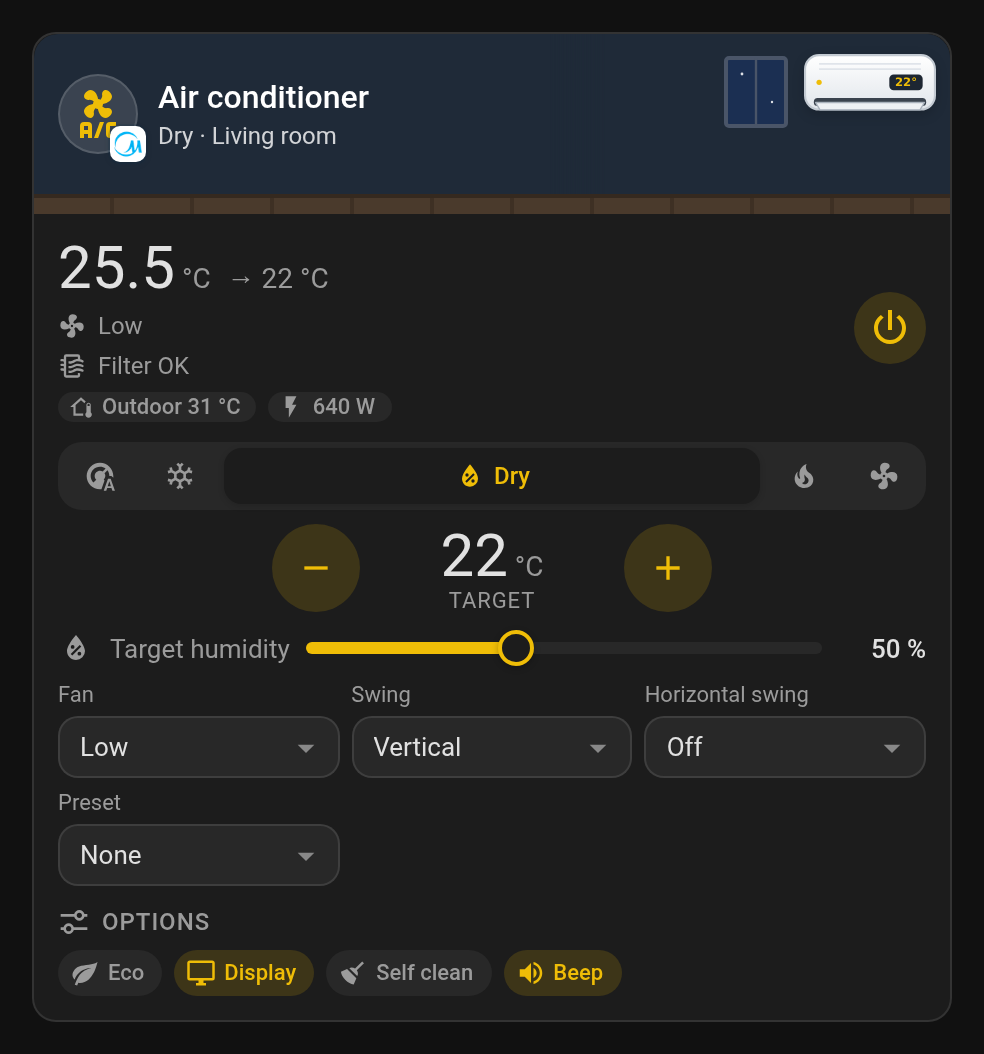 Air conditioner
Dry · Living room
A/C
22°
25.5 °C → 22 °C
Low
Filter OK
Outdoor 31 °C 640 W
A
Dry
22 °C
TARGET
Target humidity 50 %
Fan Swing Horizontal swing
Low Vertical Off
Preset
None
OPTIONS
Eco Display Self clean Beep